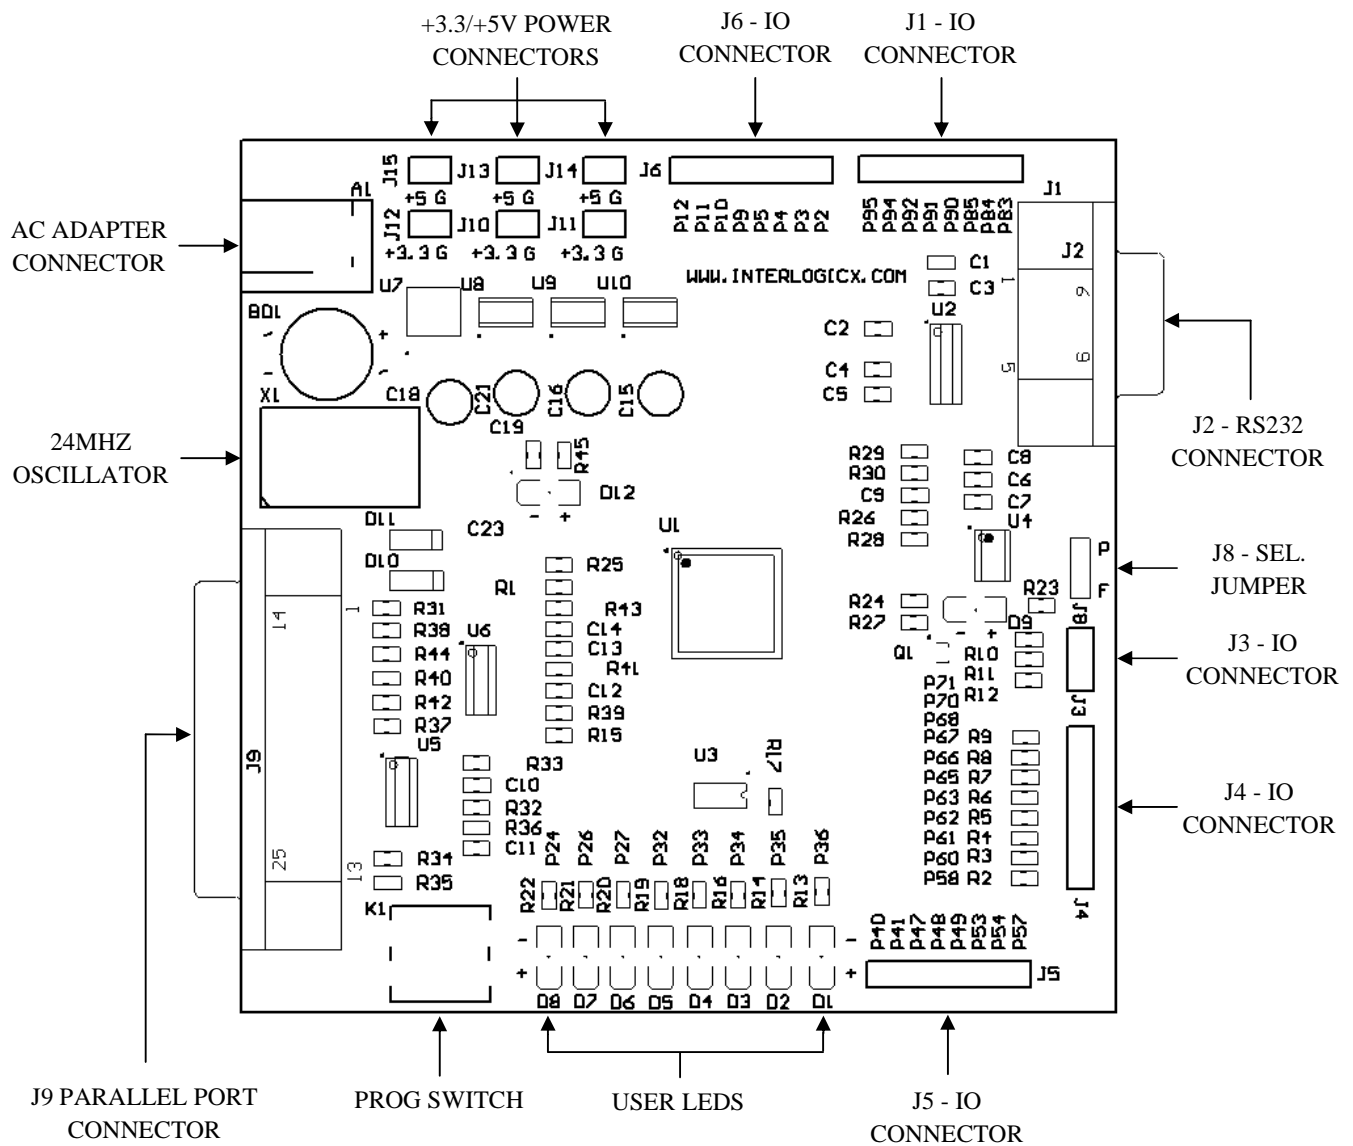 +3.3/+5V POWER
CONNECTORS
J6 - IO
CONNECTOR
J1 - IO
CONNECTOR
J15
J13
J14
J6
J1
+5 G
+5 G
+5 G
A1
J12
J10
J11
+3.3 G
+3.3 G
+3.3 G
P12
P11
P10
P9
P5
P4
P3
P2
P95
P94
P92
P91
P90
P85
P84
P83
AC ADAPTER
CONNECTOR
WWW.INTERLOGICX.COM
C1
C3
J2
1
6
5
9
U7
U8
U9
U10
U2
BD1
-
+
-
~
C2
C4
C5
X1
C18
C21
C16
C15
C19
R45
D12
- +
24MHZ
OSCILLATOR
J2 - RS232
CONNECTOR
R29
R30
C9
R26
R28
C8
C6
C7
U4
D11
C23
D10
U1
R25
R1
R43
C14
C13
R41
C12
R39
R15
P
F
J8
J8 - SEL.
JUMPER
R23
R24
R27
D9
- +
Q1
R10
R11
R12
J3
J3 - IO
CONNECTOR
1
14
R31
R38
R44
R40
R42
R37
U6
U5
J9
25
13
R33
C10
R32
R36
C11
R34
R35
U3
R17
P71
P70
P68
P67 R9
P66 R8
P65 R7
P63 R6
P62 R5
P61 R4
P60 R3
P58 R2
J4
J4 - IO
CONNECTOR
P24
P26
P27
P32
P33
P34
P35
P36
R22
R21
R20
R19
R18
R16
R14
R13
K1
-
+
-
+
D8
D7
D6
D5
D4
D3
D2
D1
P40
P41
P47
P48
P49
P53
P54
P57
J5
J9 PARALLEL PORT
CONNECTOR
PROG SWITCH
USER LEDS
J5 - IO
CONNECTOR